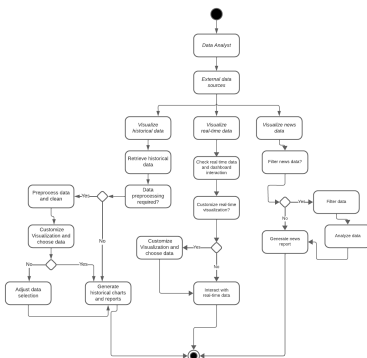 Data Analyst
External data
sources
Visualize
historical data
Visualize
real-time data
Visualize news
data
Retrieve historical
data
Check real-time data
and dashboard
interaction
Filter news data?
Preprocess data
and clean
Yes
Data
preprocessing
required?
Customize real-time
visualization?
Yes
Filter data
No
Customize
Visualization and
choose data
No
Customize
Visualization and
choose data
Yes
Generate news
report
Analyze data
No
Yes
No
Adjust data
selection
Generate
historical charts
and reports
Interact with
real-time data